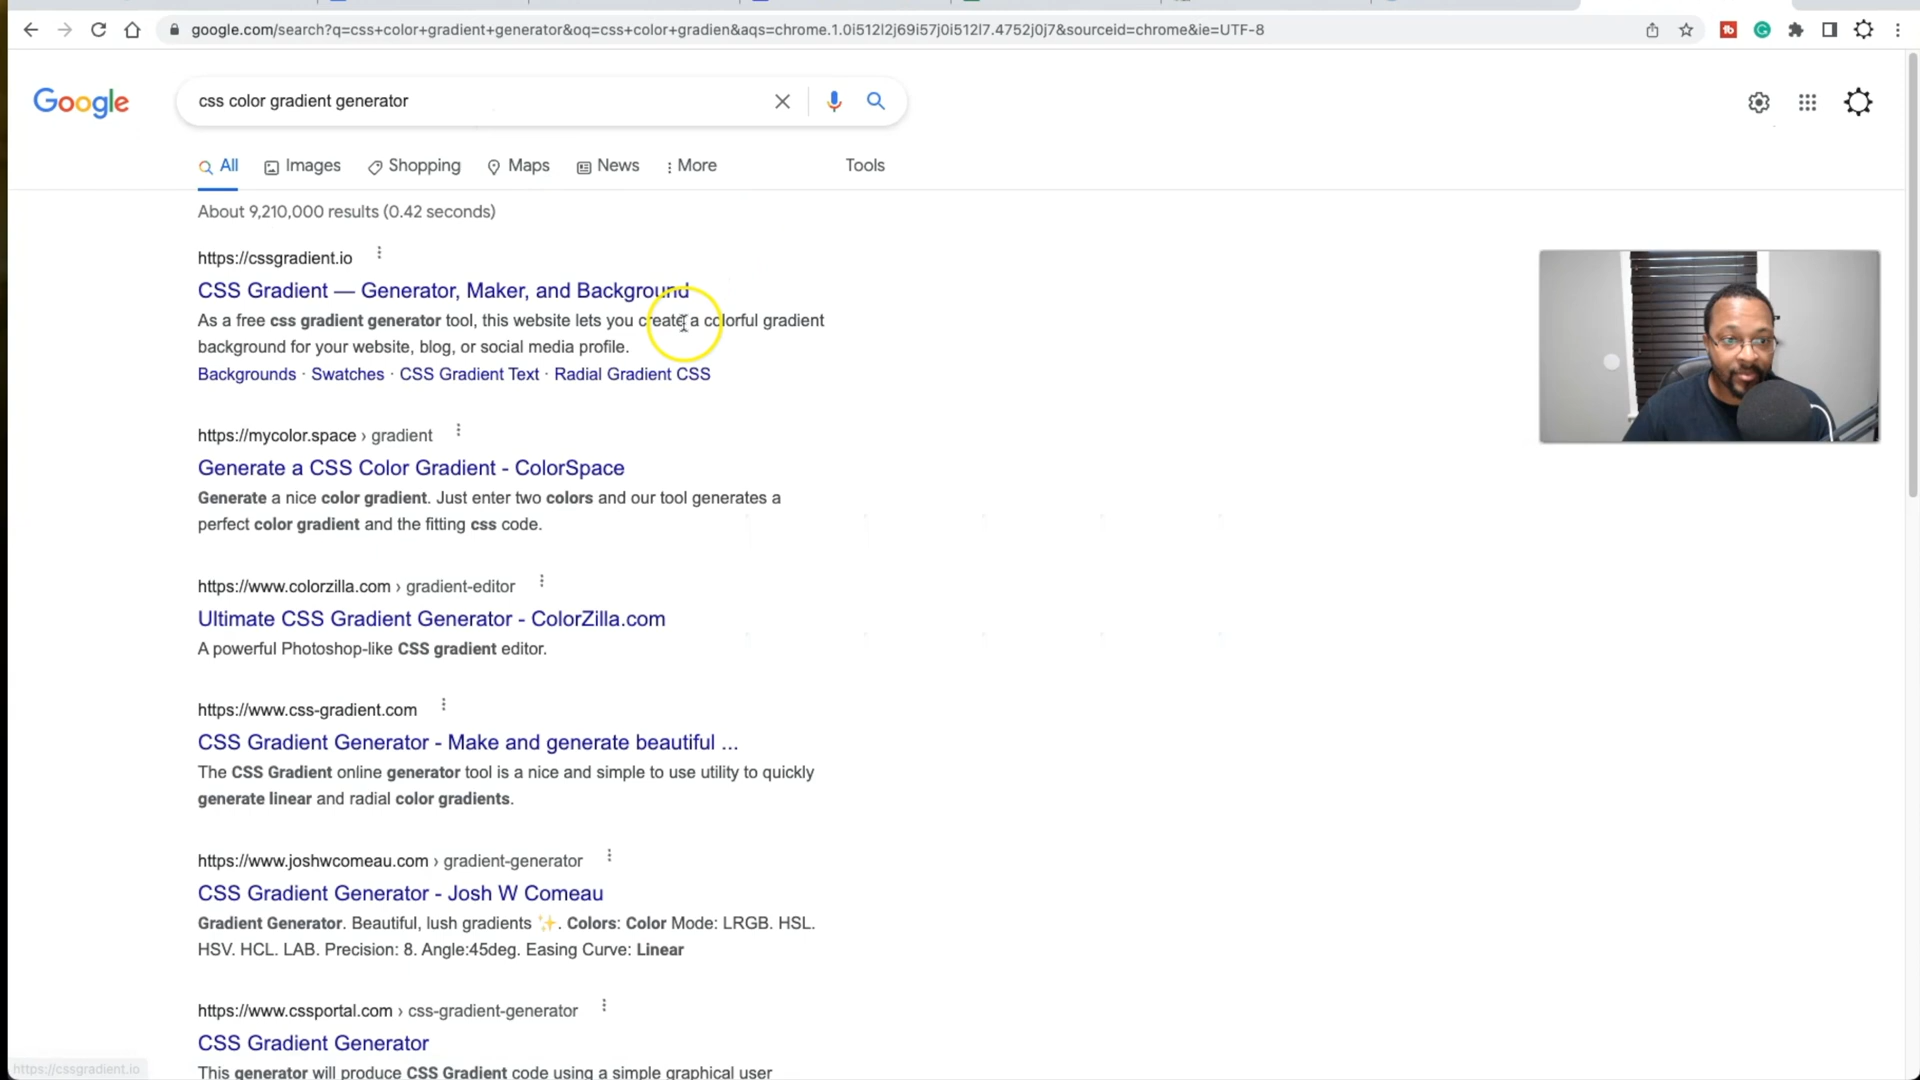 google.com/search?q=css+color+gradient+generator&oq=css+color+gradien&aqs=chrome.1.0i512l2j69i57j0i512l7.4752j0j7&sourceid=chrome&ie=UTF-8
Google
css color gradient generator
All Images Shopping Maps News More Tools
About 9,210,000 results (0.42 seconds)
https://cssgradient.io
CSS Gradient — Generator, Maker, and Background
As a free css gradient generator tool, this website lets you create a colorful gradient
background for your website, blog, or social media profile.
Backgrounds · Swatches · CSS Gradient Text · Radial Gradient CSS
https://mycolor.space › gradient
Generate a CSS Color Gradient - ColorSpace
Generate a nice color gradient. Just enter two colors and our tool generates a
perfect color gradient and the fitting css code.
https://www.colorzilla.com › gradient-editor
Ultimate CSS Gradient Generator - ColorZilla.com
A powerful Photoshop-like CSS gradient editor.
https://www.css-gradient.com
CSS Gradient Generator - Make and generate beautiful ...
The CSS Gradient online generator tool is a nice and simple to use utility to quickly
generate linear and radial color gradients.
https://www.joshwcomeau.com › gradient-generator
CSS Gradient Generator - Josh W Comeau
Gradient Generator. Beautiful, lush gradients ✨. Colors: Color Mode: LRGB. HSL.
HSV. HCL. LAB. Precision: 8. Angle:45deg. Easing Curve: Linear
https://www.cssportal.com › css-gradient-generator
CSS Gradient Generator
This generator will produce CSS Gradient code using a simple graphical user
https://cssgradient.io